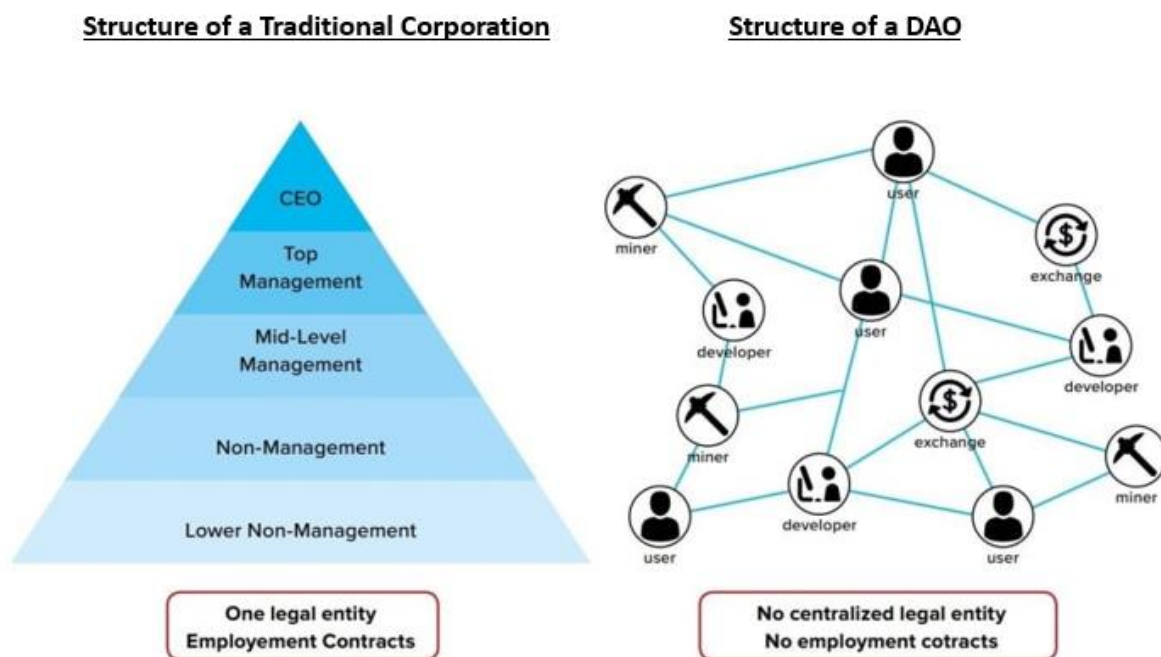 Structure of a Traditional Corporation
Structure of a DAO
CEO
Top
Management
Mid-Level
Management
Non-Management
Lower Non-Management
One legal entity
Employement Contracts
user
miner
exchange
user
developer
developer
miner
exchange
miner
user
developer
user
No centralized legal entity
No employment cotracts